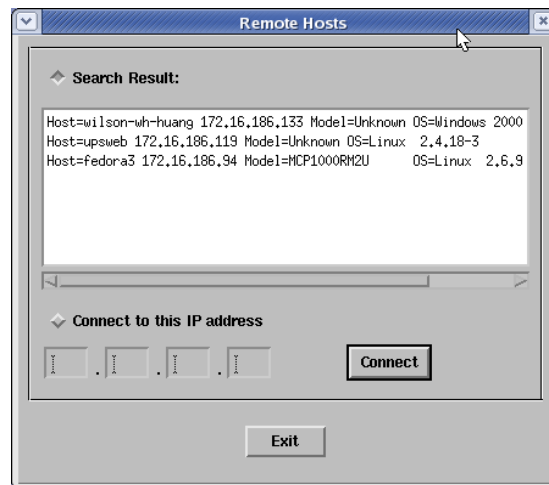 Remote Hosts
Search Result:
Host=wilson-wh-huang 172.16.186.133 Model=Unknown OS=Windows 2000
Host=upsweb 172.16.186.119 Model=Unknown OS=Linux 2.4.18-3
Host=fedora3 172.16.186.94 Model=MCP1000RM2U OS=Linux 2.6.9
Connect to this IP address
. . . Connect
Exit